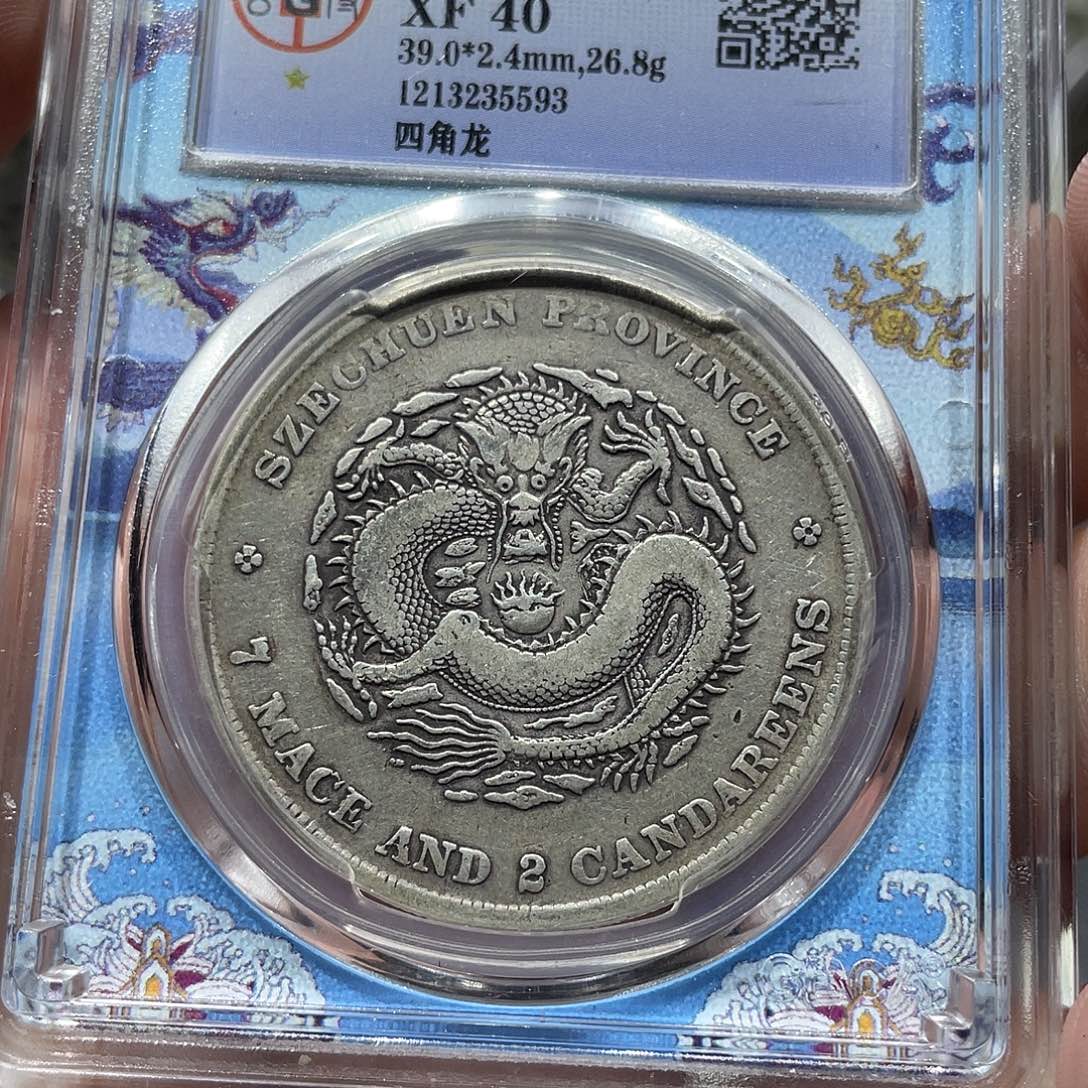 XF 40
39.0*2.4mm,26.8g
1213235593
四角龙
SZECHUEN PROVINCE
7 MACE AND 2 CANDAREENS